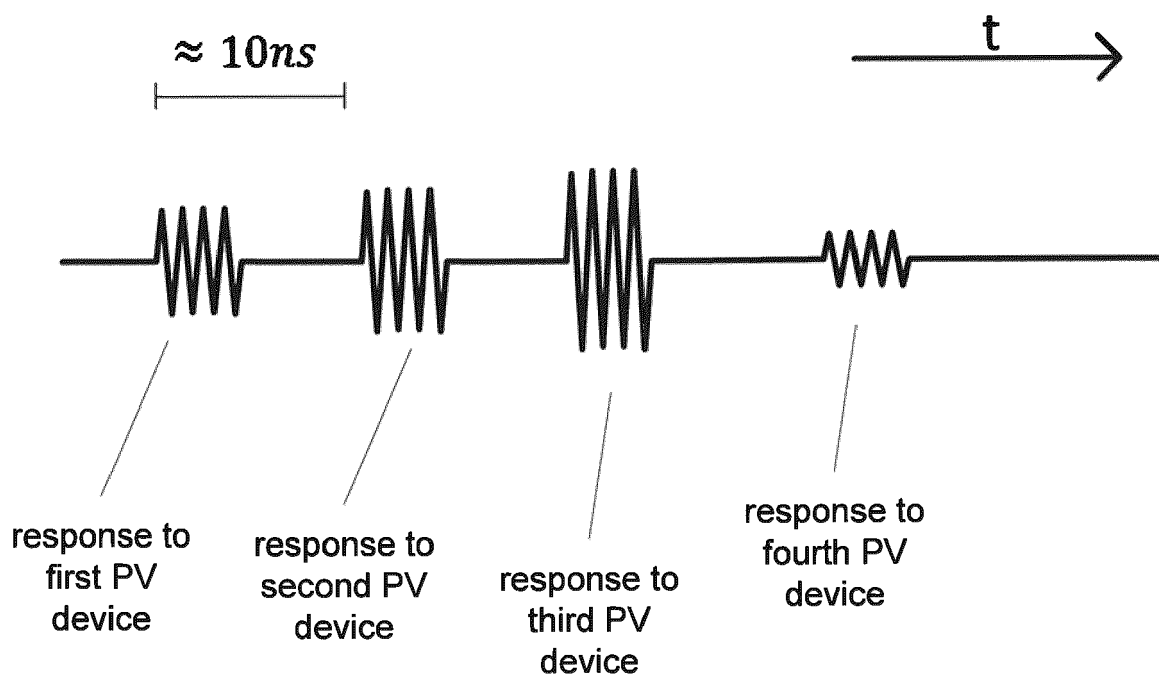 ≈ 10ns
t
response to
first PV
device
response to
second PV
device
response to
third PV
device
response to
fourth PV
device